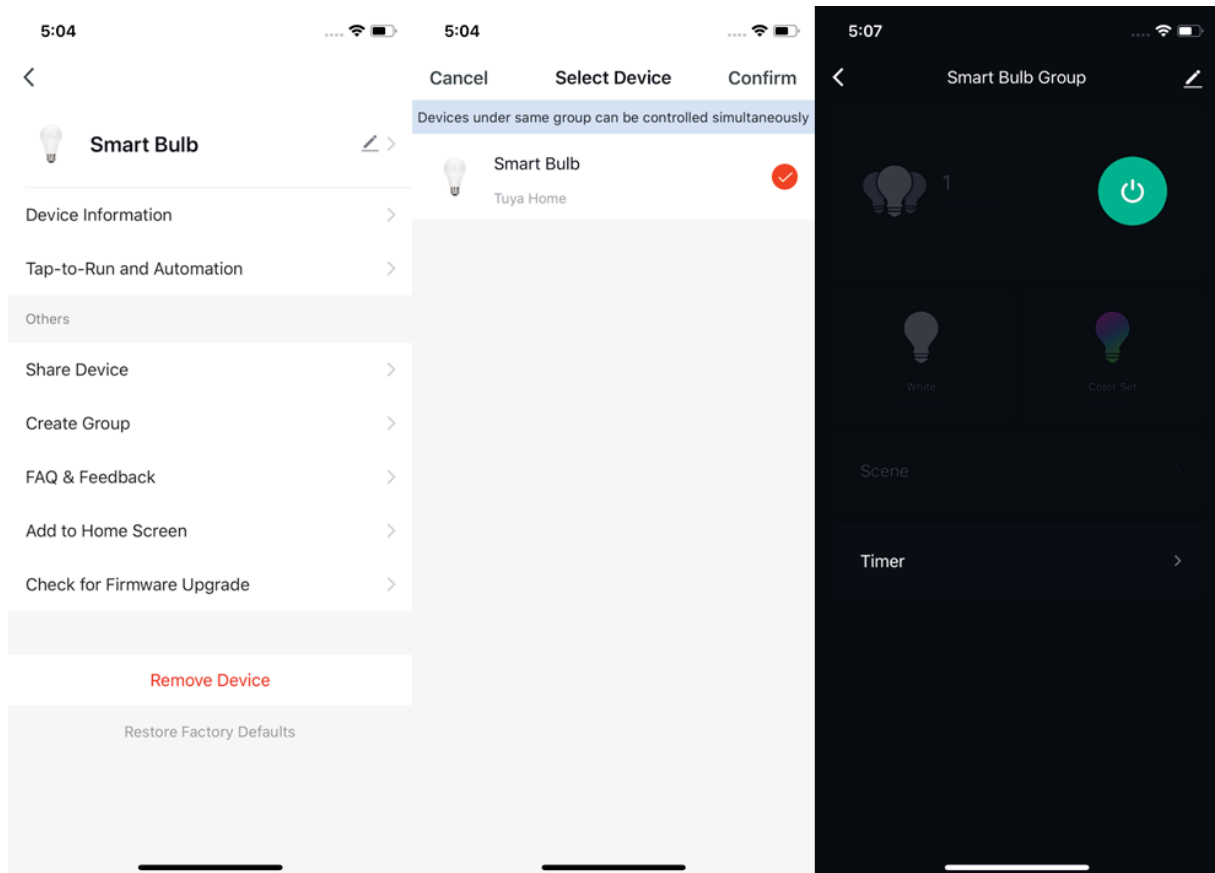 5:04
Smart Bulb
Device Information
Tap-to-Run and Automation
Others
Share Device
Create Group
FAQ & Feedback
Add to Home Screen
Check for Firmware Upgrade
Remove Device
Restore Factory Defaults
5:04
Cancel Select Device Confirm
Devices under same group can be controlled simultaneously
Smart Bulb
Tuya Home
5:07
Smart Bulb Group
1
White
Color Set
Scene
Timer